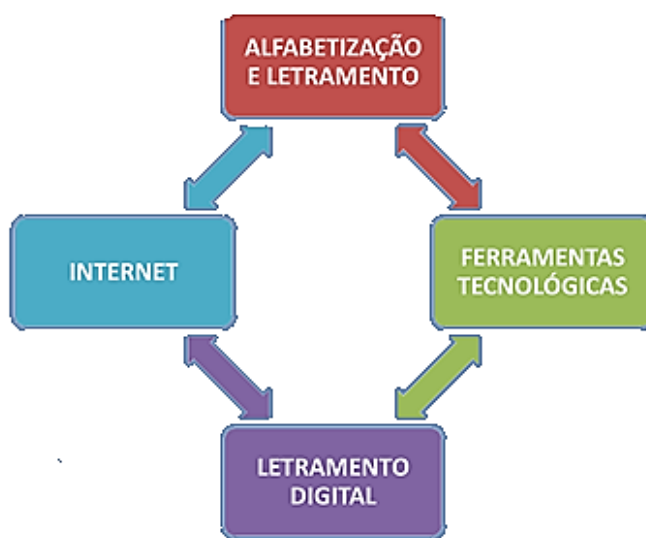 ALFABETIZAÇÃO
E LETRAMENTO
INTERNET
FERRAMENTAS
TECNOLÓGICAS
LETRAMENTO
DIGITAL